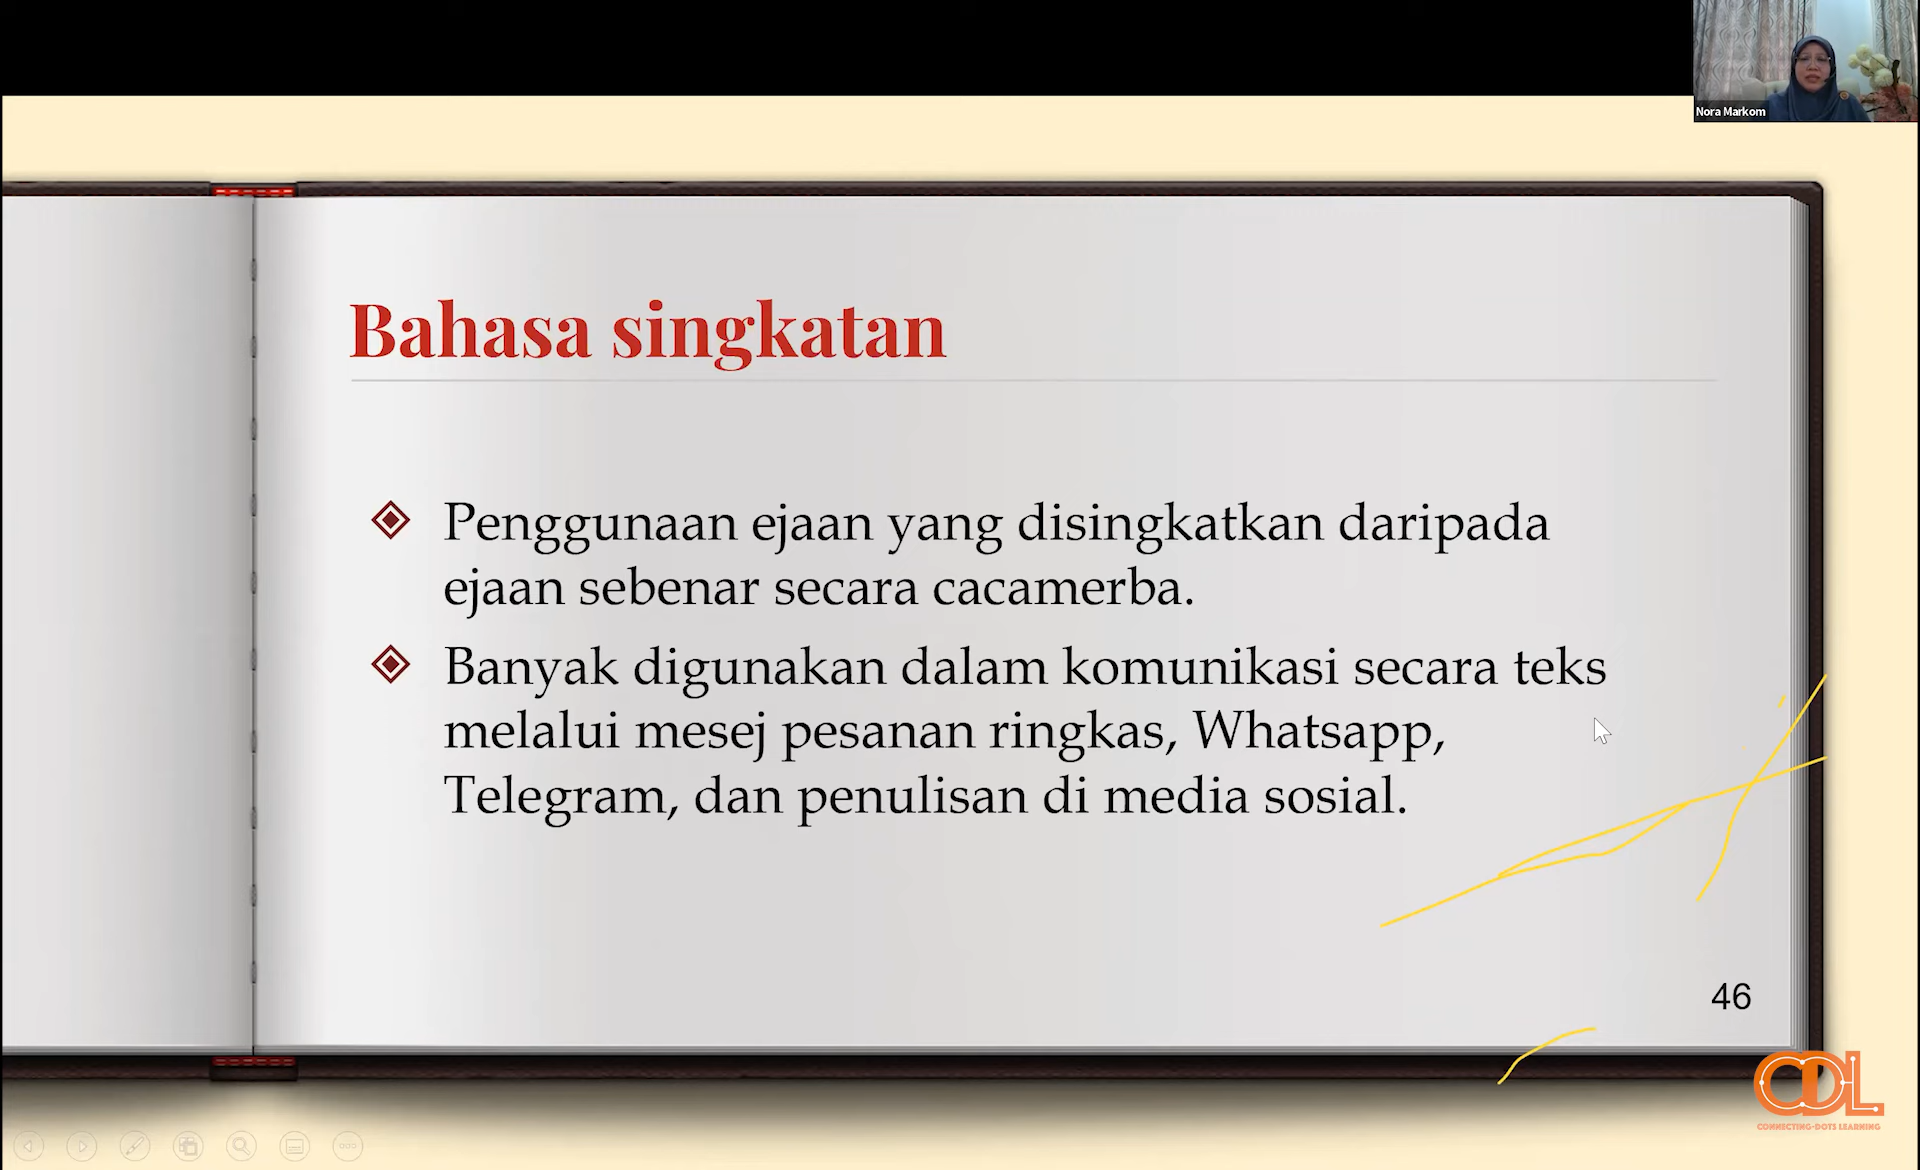 Nora Markom
Bahasa singkatan
Penggunaan ejaan yang disingkatkan daripada
ejaan sebenar secara cacamerba.
Banyak digunakan dalam komunikasi secara teks
melalui mesej pesanan ringkas, Whatsapp,
Telegram, dan penulisan di media sosial.
46
CDL
CONNECTING-DOTS LEARNING